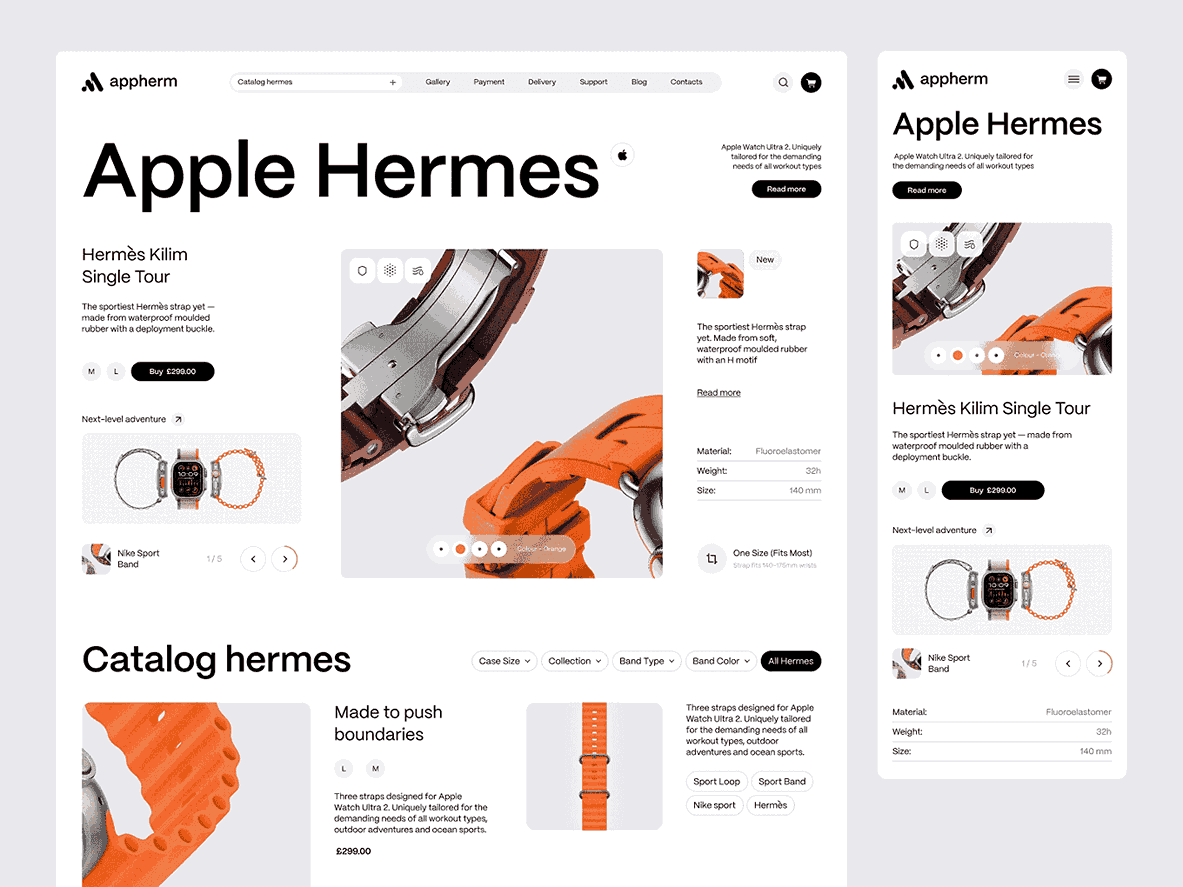 appherm
Catalog hermes +
Gallery
Payment
Delivery
Support
Blog
Contacts
Apple Hermes
Apple Watch Ultra 2. Uniquely
tailored for the demanding
needs of all workout types
Read more
Hermès Kilim
Single Tour
The sportiest Hermès strap yet —
made from waterproof moulded
rubber with a deployment buckle.
M
L
Buy £299.00
Next-level adventure
Nike Sport
Band
1 / 5
Colour - Orange
New
The sportiest Hermès strap
yet. Made from soft,
waterproof moulded rubber
with an H motif
Read more
Material: Fluoroelastomer
Weight: 32h
Size: 140 mm
One Size (Fits Most)
Strap fits 140–175mm wrists
Catalog hermes
Case Size
Collection
Band Type
Band Color
All Hermes
Made to push
boundaries
L
M
Three straps designed for Apple
Watch Ultra 2. Uniquely tailored for the
demanding needs of all workout types,
outdoor adventures and ocean sports.
£299.00
Three straps designed for Apple
Watch Ultra 2. Uniquely tailored
for the demanding needs of all
workout types, outdoor
adventures and ocean sports.
Sport Loop
Sport Band
Nike sport
Hermès
appherm
Apple Hermes
Apple Watch Ultra 2. Uniquely tailored for
the demanding needs of all workout types
Read more
Colour - Orange
Hermès Kilim Single Tour
The sportiest Hermès strap yet — made from
waterproof moulded rubber with a
deployment buckle.
M
L
Buy £299.00
Next-level adventure
Nike Sport
Band
1 / 5
Material: Fluoroelastomer
Weight: 32h
Size: 140 mm